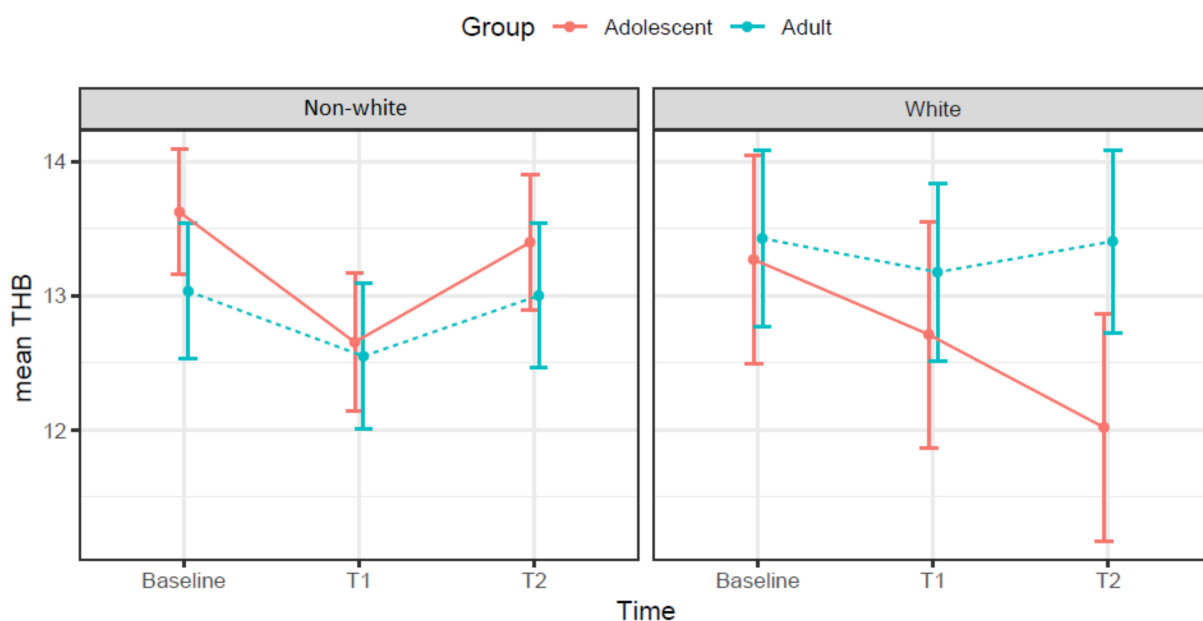 Group Adolescent Adult
Non-white White
mean THB
14
13
12
Baseline T1 T2 Baseline T1 T2
Time